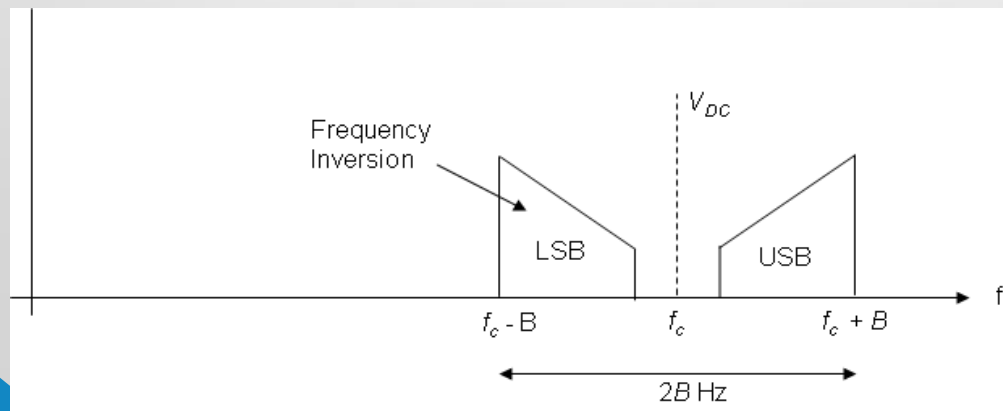 V_DC
Frequency
Inversion
LSB
USB
f
f_c - B
f_c
f_c + B
2B Hz